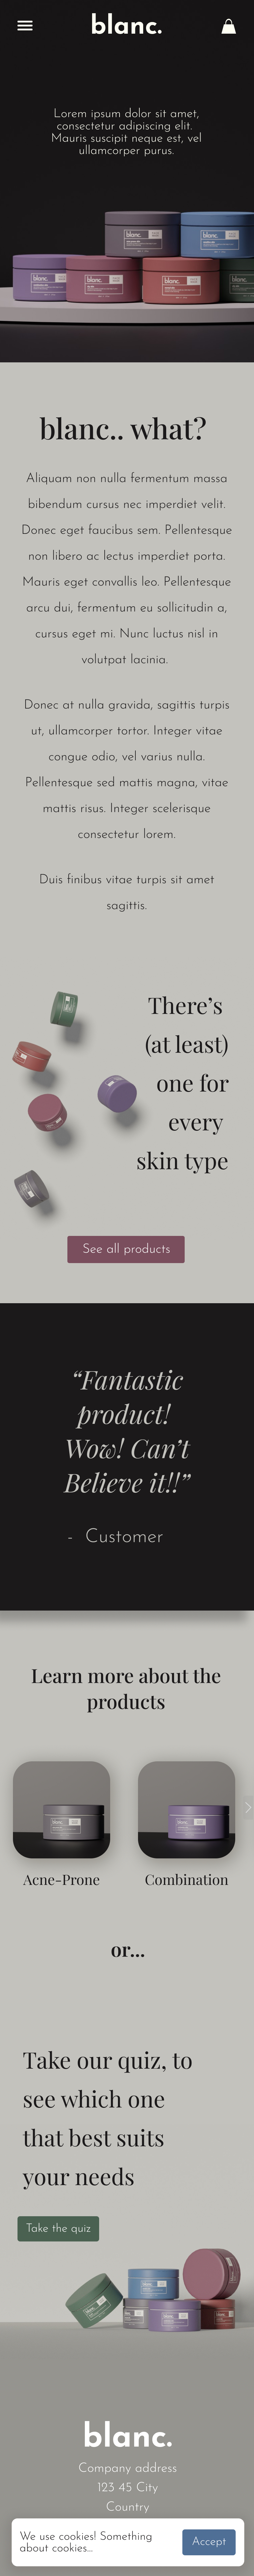 blanc.
Lorem ipsum dolor sit amet,
consectetur adipiscing elit.
Mauris suscipit neque est, vel
ullamcorper purus.
blanc.
blanc.
blanc.
blanc.
blanc.
blanc.. what?
Aliquam non nulla fermentum massa
bibendum cursus nec imperdiet velit.
Donec eget faucibus sem. Pellentesque
non libero ac lectus imperdiet porta.
Mauris eget convallis leo. Pellentesque
arcu dui, fermentum eu sollicitudin a,
cursus eget mi. Nunc luctus nisl in
volutpat lacinia.
Donec at nulla gravida, sagittis turpis
ut, ullamcorper tortor. Integer vitae
congue odio, vel varius nulla.
Pellentesque sed mattis magna, vitae
mattis risus. Integer scelerisque
consectetur lorem.
Duis finibus vitae turpis sit amet
sagittis.
There's
(at least)
one for
every
skin type
See all products
“Fantastic
product!
Wow! Can't
Believe it!!”
- Customer
Learn more about the
products
blanc.
blanc.
Acne-Prone
Combination
or...
Take our quiz, to
see which one
that best suits
your needs
Take the quiz
blanc.
Company address
123 45 City
Country
We use cookies! Something
about cookies...
Accept